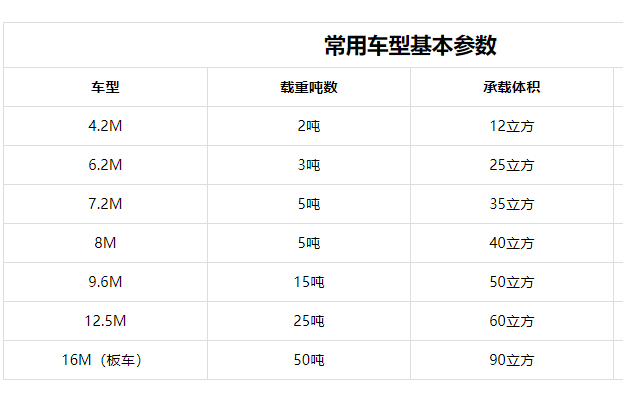 常用车型基本参数
车型 载重吨数 承载体积
4.2M 2吨 12立方
6.2M 3吨 25立方
7.2M 5吨 35立方
8M 5吨 40立方
9.6M 15吨 50立方
12.5M 25吨 60立方
16M（板车） 50吨 90立方